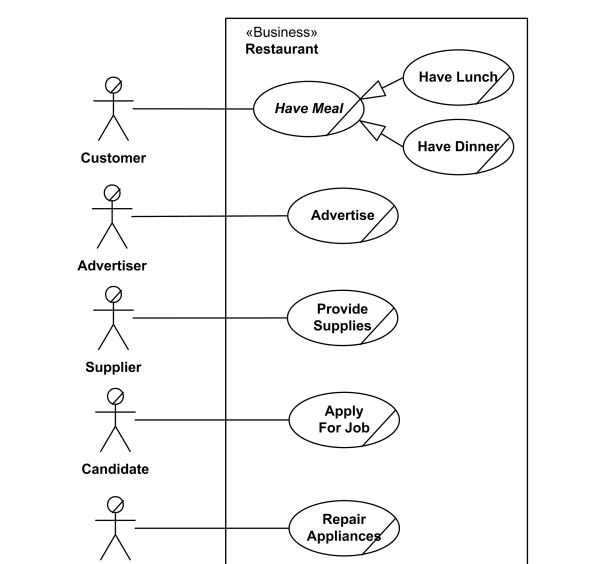 «Business»
Restaurant
Have Lunch
Have Meal
Have Dinner
Customer
Advertise
Advertiser
Provide
Supplies
Supplier
Apply
For Job
Candidate
Repair
Appliances